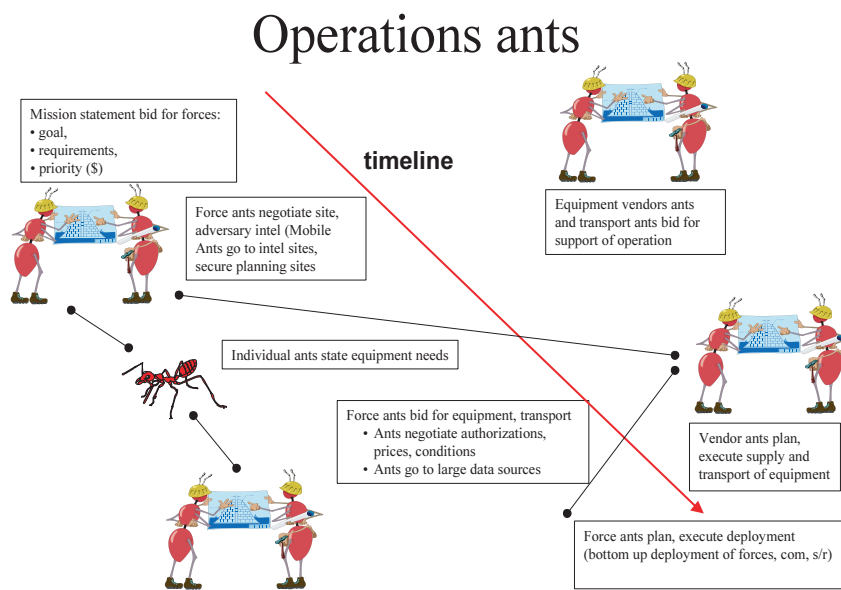 Operations ants
Mission statement bid for forces:
• goal,
• requirements,
• priority ($)
timeline
Force ants negotiate site,
adversary intel (Mobile
Ants go to intel sites,
secure planning sites
Equipment vendors ants
and transport ants bid for
support of operation
Individual ants state equipment needs
Force ants bid for equipment, transport
• Ants negotiate authorizations,
prices, conditions
• Ants go to large data sources
Vendor ants plan,
execute supply and
transport of equipment
Force ants plan, execute deployment
(bottom up deployment of forces, com, s/r)